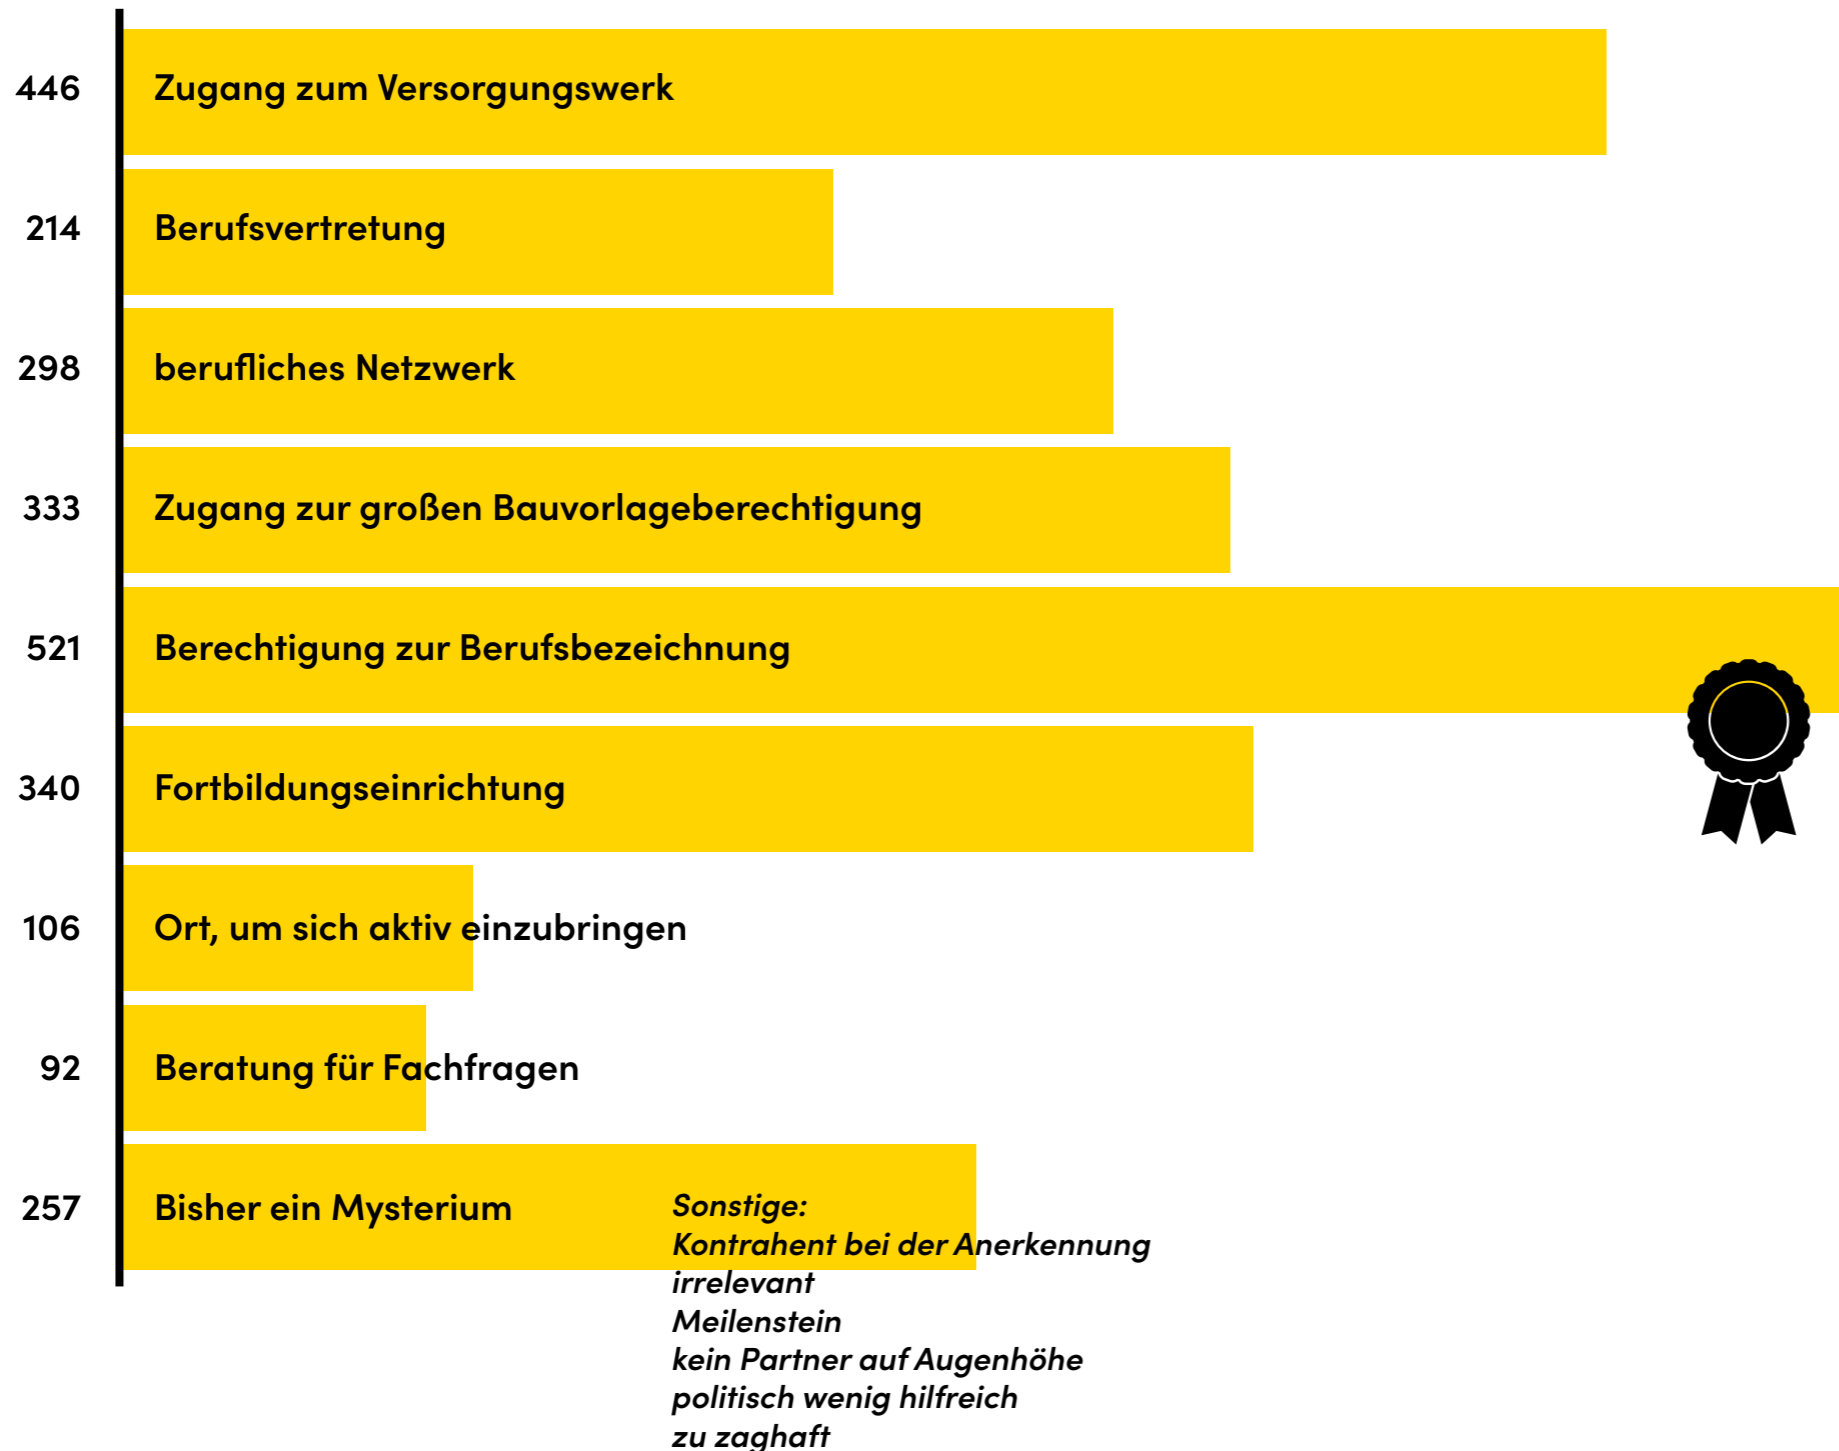 446 Zugang zum Versorgungswerk
214 Berufsvertretung
298 berufliches Netzwerk
333 Zugang zur großen Bauvorlageberechtigung
521 Berechtigung zur Berufsbezeichnung
340 Fortbildungseinrichtung
106 Ort, um sich aktiv einzubringen
92 Beratung für Fachfragen
257 Bisher ein Mysterium
Sonstige:
Kontrahent bei der Anerkennung
irrelevant
Meilenstein
kein Partner auf Augenhöhe
politisch wenig hilfreich
zu zaghaft